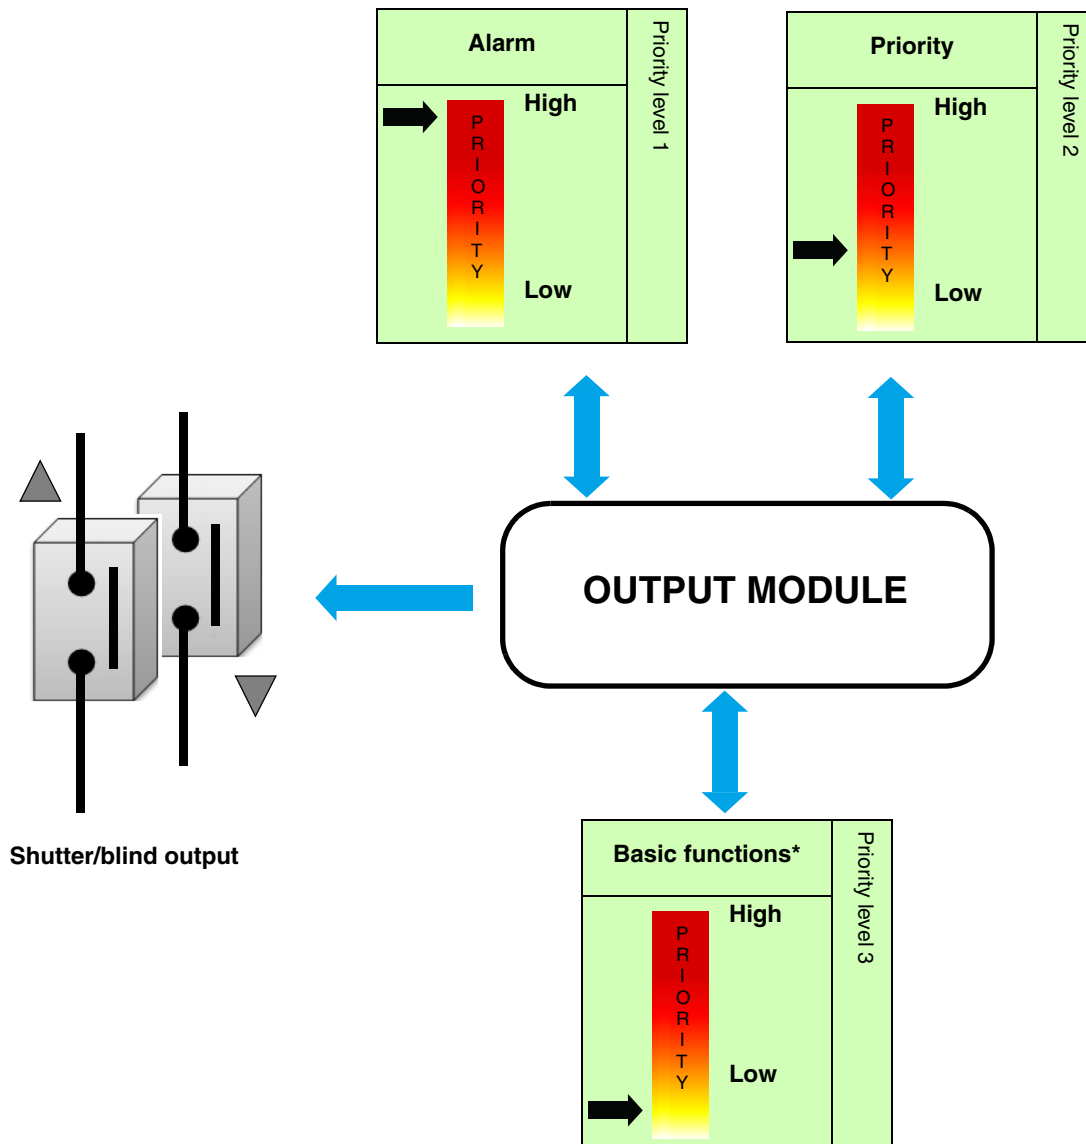 Alarm
High
PRIORITY
Low
Priority level 1
Priority
High
PRIORITY
Low
Priority level 2
OUTPUT MODULE
Shutter/blind output
Basic functions*
High
PRIORITY
Low
Priority level 3